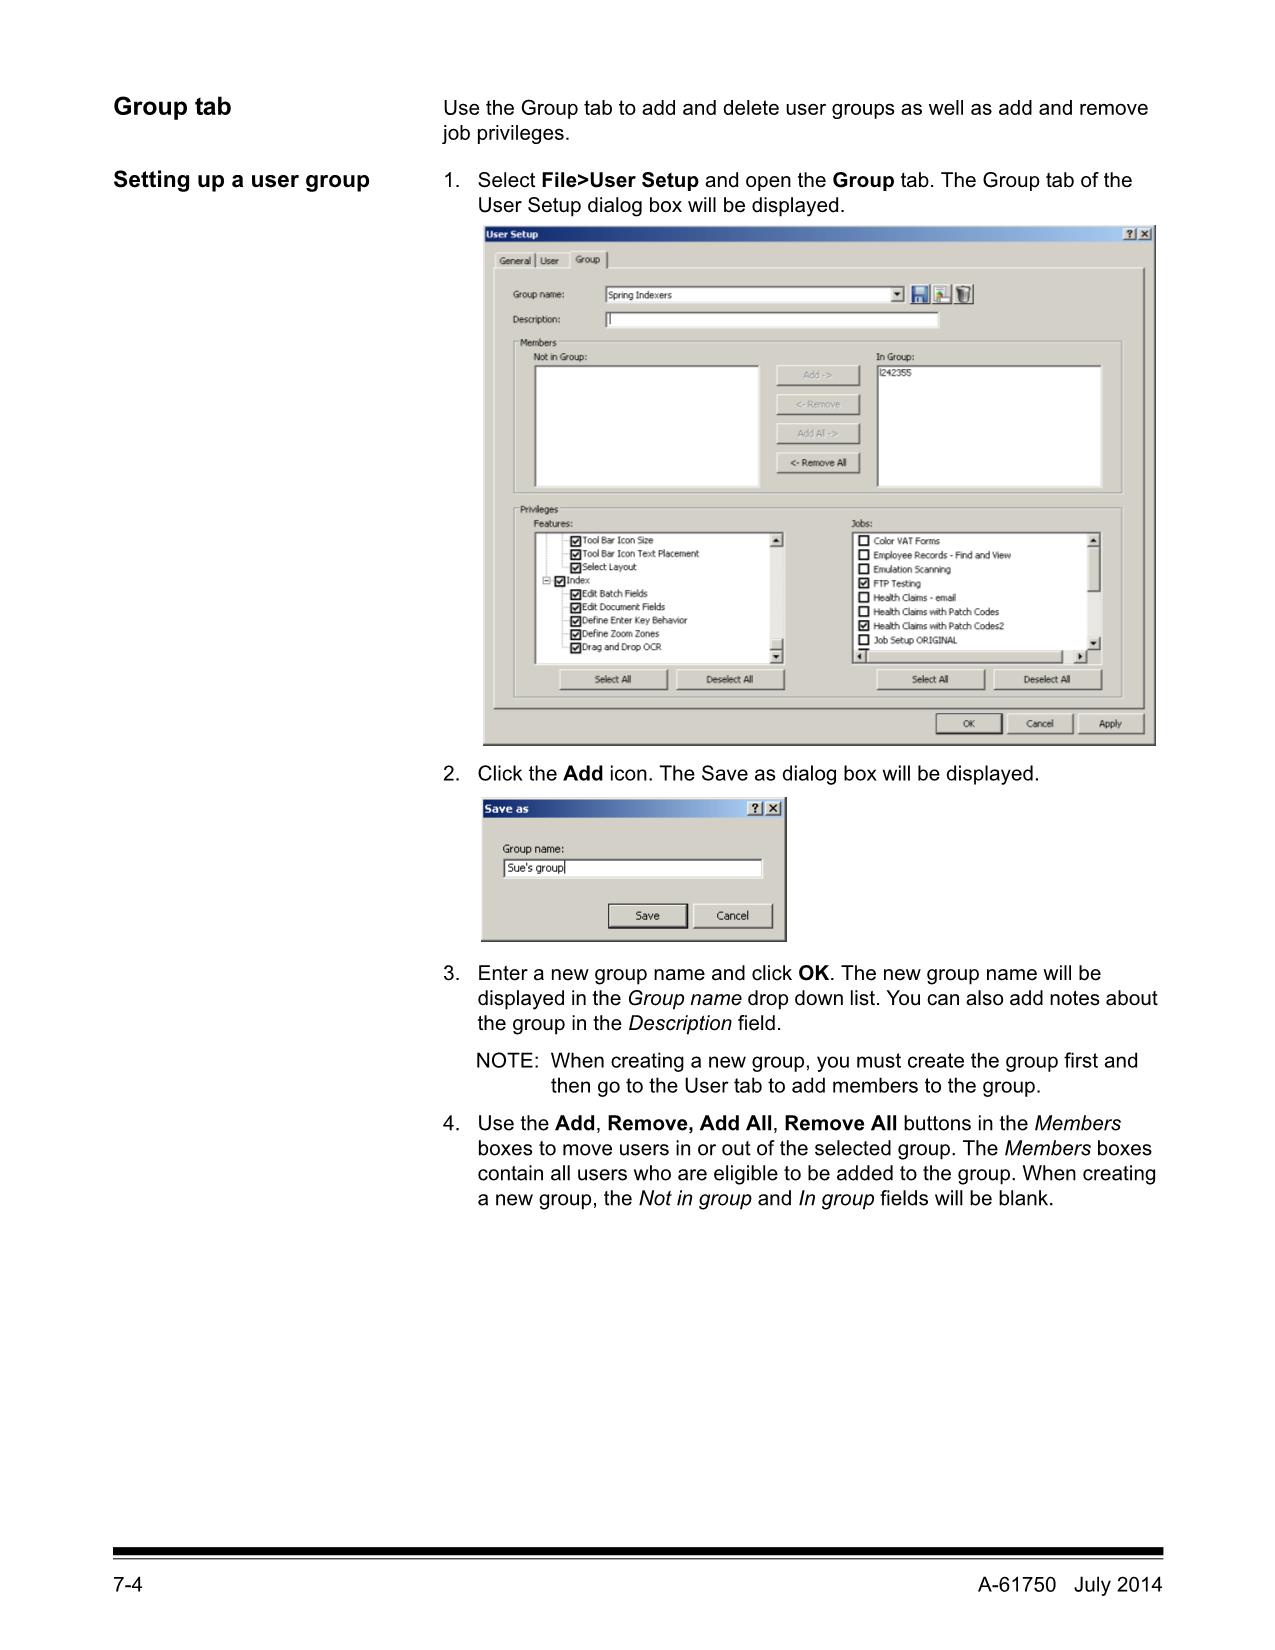 Group tab
Use the Group tab to add and delete user groups as well as add and remove
job privileges.
Setting up a user group
1. Select File>User Setup and open the Group tab. The Group tab of the
User Setup dialog box will be displayed.
User Setup
General User Group
Group name: Spring Indexers
Description:
Members
Not in Group: In Group:
Add -> l242355
<- Remove
Add All ->
<- Remove All
Privileges
Features: Jobs:
Tool Bar Icon Size
Tool Bar Icon Text Placement
Select Layout
Index
Edit Batch Fields
Edit Document Fields
Define Enter Key Behavior
Define Zoom Zones
Drag and Drop OCR
Color VAT Forms
Employee Records - Find and View
Emulation Scanning
FTP Testing
Health Claims - email
Health Claims with Patch Codes
Health Claims with Patch Codes2
Job Setup ORIGINAL
Select All Deselect All Select All Deselect All
OK Cancel Apply
2. Click the Add icon. The Save as dialog box will be displayed.
Save as
Group name:
Sue's group
Save Cancel
3. Enter a new group name and click OK. The new group name will be
displayed in the Group name drop down list. You can also add notes about
the group in the Description field.
NOTE: When creating a new group, you must create the group first and
then go to the User tab to add members to the group.
4. Use the Add, Remove, Add All, Remove All buttons in the Members
boxes to move users in or out of the selected group. The Members boxes
contain all users who are eligible to be added to the group. When creating
a new group, the Not in group and In group fields will be blank.
7-4 A-61750 July 2014